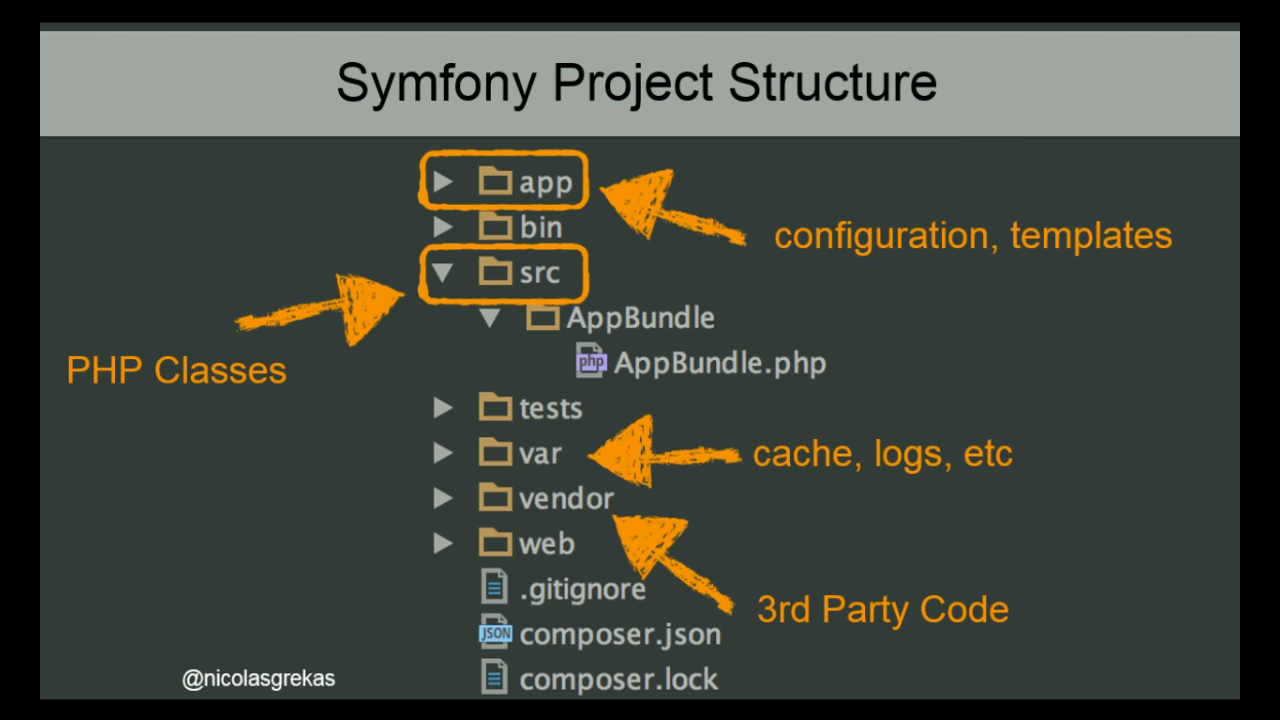 Symfony Project Structure
app
bin
configuration, templates
src
AppBundle
PHP Classes
php AppBundle.php
tests
var
cache, logs, etc
vendor
web
.gitignore
3rd Party Code
JSON composer.json
@nicolasgrekas
composer.lock